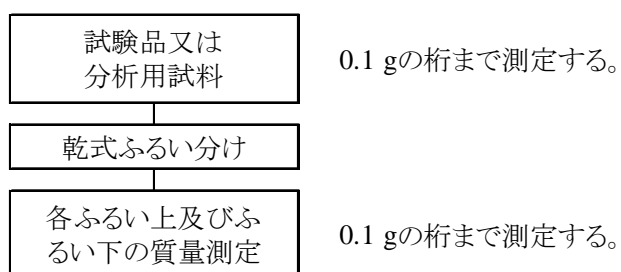 試験品又は
分析用試料
0.1 gの桁まで測定する。
乾式ふるい分け
各ふるい上及びふ
るい下の質量測定
0.1 gの桁まで測定する。